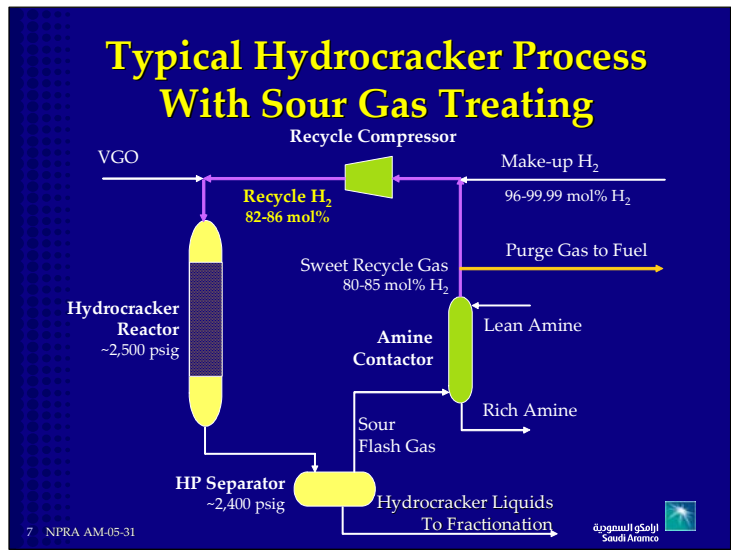 Typical Hydrocracker Process
With Sour Gas Treating
Recycle Compressor
VGO
Make-up H₂
96-99.99 mol% H₂
Recycle H₂
82-86 mol%
Purge Gas to Fuel
Sweet Recycle Gas
80-85 mol% H₂
Hydrocracker
Reactor
~2,500 psig
Lean Amine
Amine
Contactor
Rich Amine
Sour
Flash Gas
HP Separator
~2,400 psig
Hydrocracker Liquids
To Fractionation
7 NPRA AM-05-31
ارامكو السعودية
Saudi Aramco